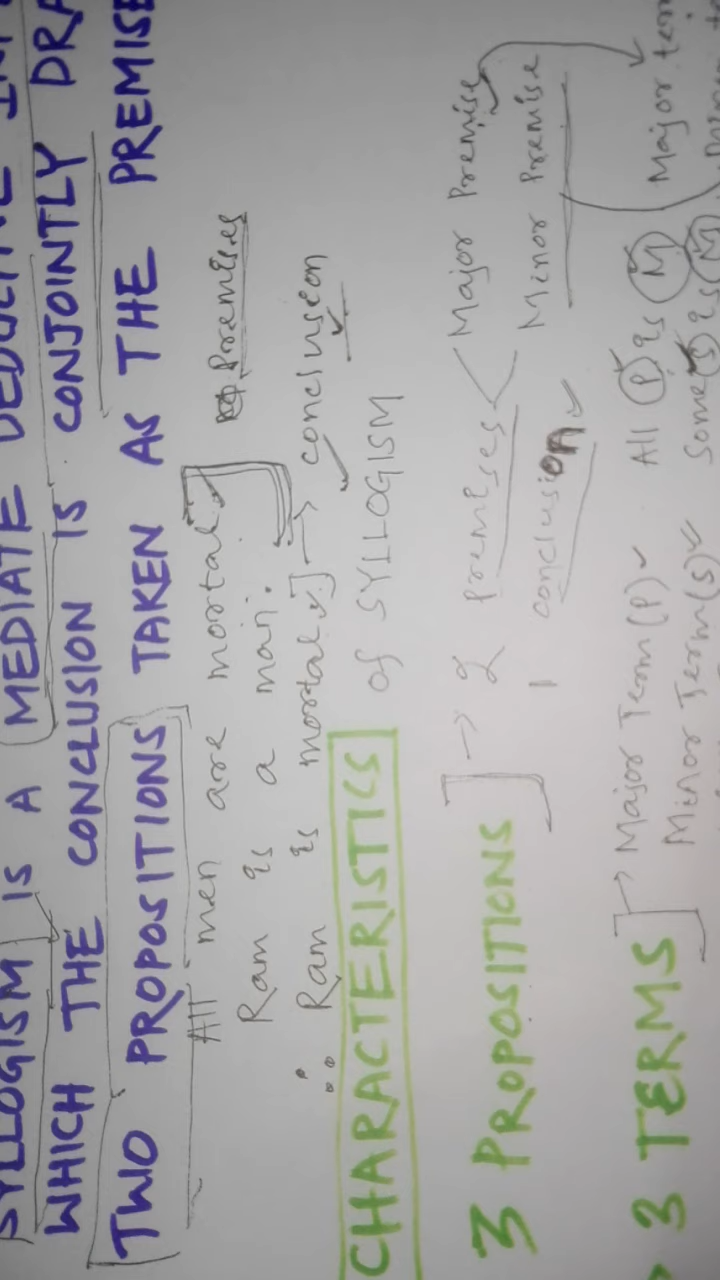 SYLLOGISM IS A MEDIATE DEDUCTIVE
WHICH THE CONCLUSION IS CONJOINTLY DRA
TWO PROPOSITIONS TAKEN AS THE PREMISE
All men are mortal. Premises
Ram is a man.
∴ Ram is mortal. → conclusion
CHARACTERISTICS of SYLLOGISM
3 PROPOSITIONS → 2 Premises Major Premise
Minor Premise
1 conclusion
3 TERMS → Major Term (P) All P is M Major term
Minor Term (S) Some S is M